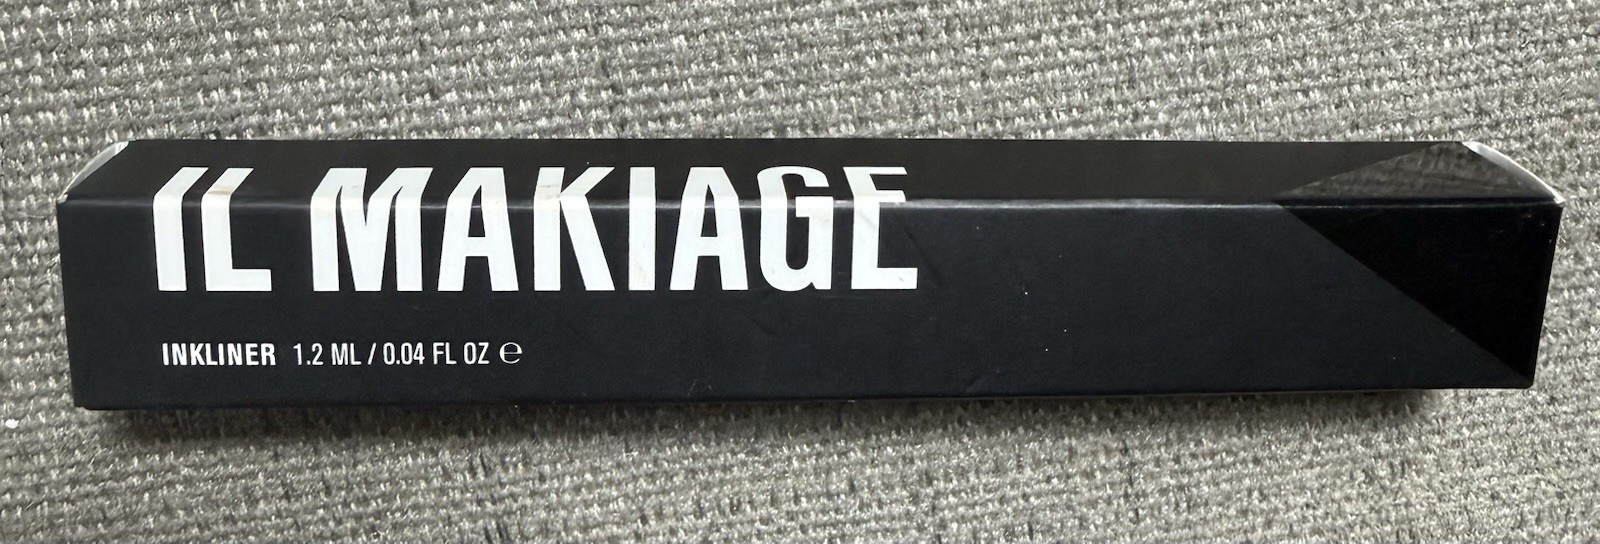 IL MAKIAGE
INKLINER 1.2 ML / 0.04 FL OZ ℮